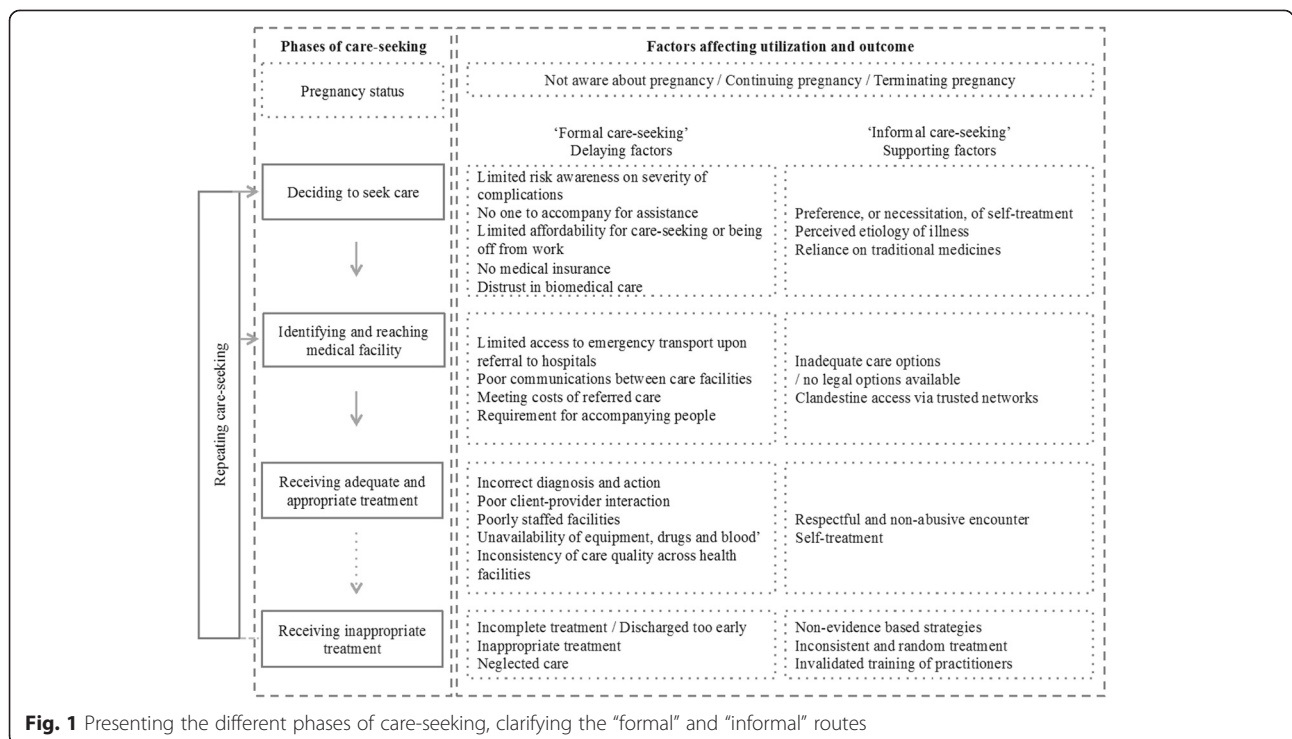 Phases of care-seeking
Factors affecting utilization and outcome
Pregnancy status
Not aware about pregnancy / Continuing pregnancy / Terminating pregnancy
‘Formal care-seeking’
Delaying factors
‘Informal care-seeking’
Supporting factors
Repeating care-seeking
Deciding to seek care
Limited risk awareness on severity of
complications
No one to accompany for assistance
Limited affordability for care-seeking or being
off from work
No medical insurance
Distrust in biomedical care
Preference, or necessitation, of self-treatment
Perceived etiology of illness
Reliance on traditional medicines
Identifying and reaching
medical facility
Limited access to emergency transport upon
referral to hospitals
Poor communications between care facilities
Meeting costs of referred care
Requirement for accompanying people
Inadequate care options
/ no legal options available
Clandestine access via trusted networks
Receiving adequate and
appropriate treatment
Incorrect diagnosis and action
Poor client-provider interaction
Poorly staffed facilities
Unavailability of equipment, drugs and blood’
Inconsistency of care quality across health
facilities
Respectful and non-abusive encounter
Self-treatment
Receiving inappropriate
treatment
Incomplete treatment / Discharged too early
Inappropriate treatment
Neglected care
Non-evidence based strategies
Inconsistent and random treatment
Invalidated training of practitioners
Fig. 1 Presenting the different phases of care-seeking, clarifying the “formal” and “informal” routes